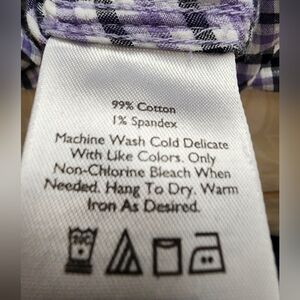 99% Cotton
1% Spandex
Machine Wash Cold Delicate
With Like Colors. Only
Non-Chlorine Bleach When
Needed. Hang To Dry. Warm
Iron As Desired.